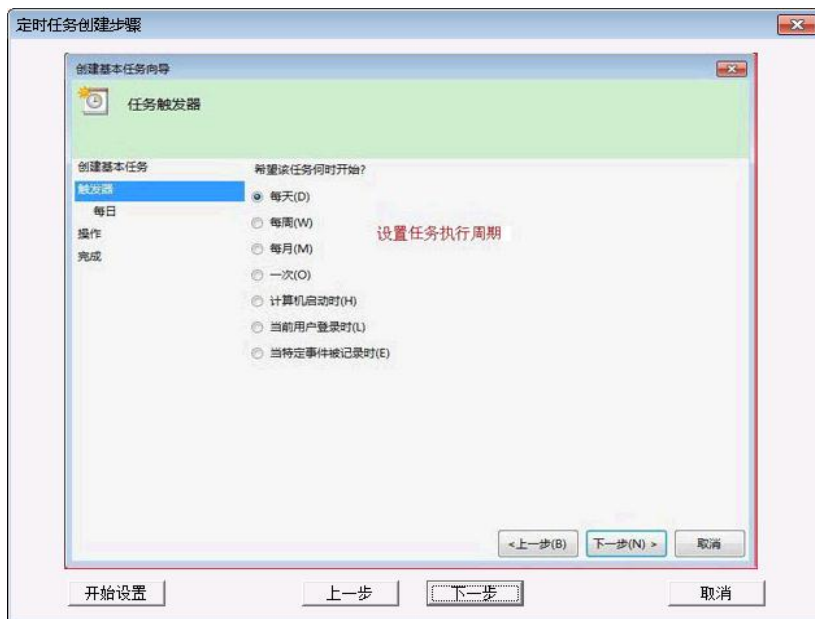 定时任务创建步骤
创建基本任务向导
任务触发器
创建基本任务
触发器
每日
操作
完成
希望该任务何时开始?
每天(D)
每周(W)
每月(M)
一次(O)
计算机启动时(H)
当前用户登录时(L)
当特定事件被记录时(E)
设置任务执行周期
<上一步(B)
下一步(N) >
取消
开始设置
上一步
下一步
取消